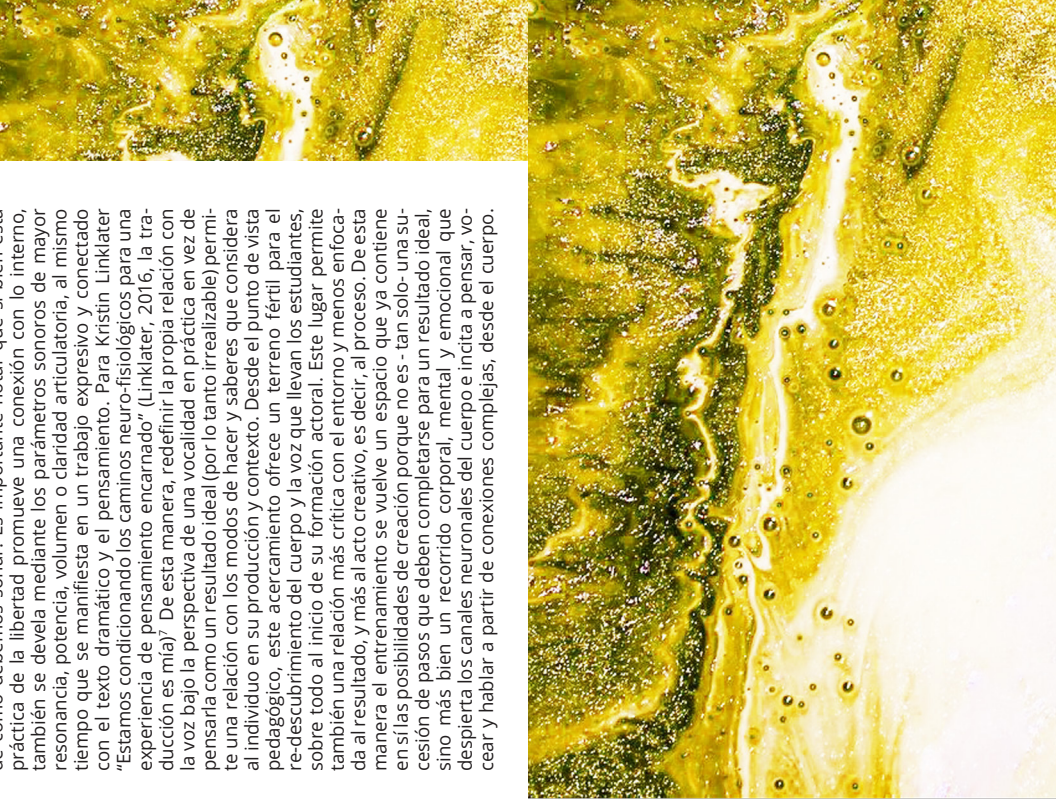 práctica de la libertad promueve una conexión con lo interno,
también se devela mediante los parámetros sonoros de mayor
resonancia, potencia, volumen o claridad articulatoria, al mismo
tiempo que se manifiesta en un trabajo expresivo y conectado
con el texto dramático y el pensamiento. Para Kristin Linklater
“Estamos condicionando los caminos neuro-fisiológicos para una
experiencia de pensamiento encarnado” (Linklater, 2016, la tra-
ducción es mia)⁷ De esta manera, redefinir la propia relación con
la voz bajo la perspectiva de una vocalidad en práctica en vez de
pensarla como un resultado ideal (por lo tanto irrealizable) permi-
te una relación con los modos de hacer y saberes que considera
al individuo en su producción y contexto. Desde el punto de vista
pedagógico, este acercamiento ofrece un terreno fértil para el
re-descubrimiento del cuerpo y la voz que llevan los estudiantes,
sobre todo al inicio de su formación actoral. Este lugar permite
también una relación más crítica con el entorno y menos enfoca-
da al resultado, y más al acto creativo, es decir, al proceso. De esta
manera el entrenamiento se vuelve un espacio que ya contiene
en sí las posibilidades de creación porque no es - tan solo- una su-
cesión de pasos que deben completarse para un resultado ideal,
sino más bien un recorrido corporal, mental y emocional que
despierta los canales neuronales del cuerpo e incita a pensar, vo-
cear y hablar a partir de conexiones complejas, desde el cuerpo.